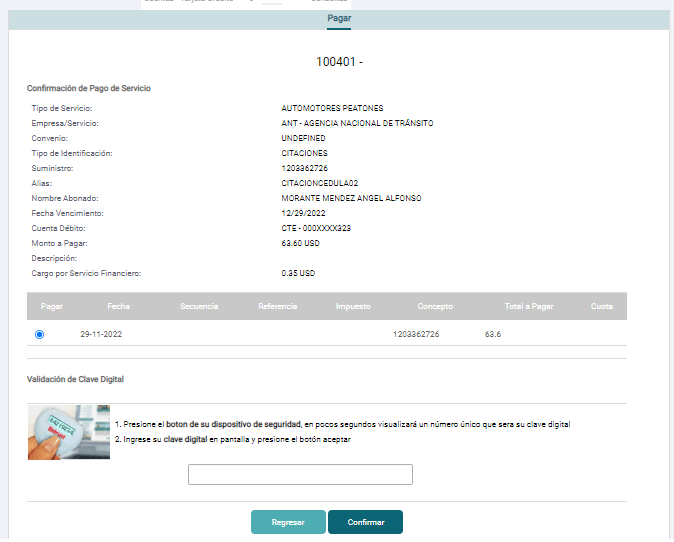 Pagar
100401 -
Confirmación de Pago de Servicio
Tipo de Servicio: AUTOMOTORES PEATONES
Empresa/Servicio: ANT - AGENCIA NACIONAL DE TRÁNSITO
Convenio: UNDEFINED
Tipo de Identificación: CITACIONES
Suministro: 1203362726
Alias: CITACIONCEDULA02
Nombre Abonado: MORANTE MENDEZ ANGEL ALFONSO
Fecha Vencimiento: 12/29/2022
Cuenta Débito: CTE - 000XXXX323
Monto a Pagar: 63.60 USD
Descripción:
Cargo por Servicio Financiero: 0.35 USD
Pagar Fecha Secuencia Referencia Impuesto Concepto Total a Pagar Cuota
29-11-2022 1203362726 63.6
Validación de Clave Digital
1. Presione el boton de su dispositivo de seguridad, en pocos segundos visualizará un número único que sera su clave digital
2. Ingrese su clave digital en pantalla y presione el botón aceptar
Regresar Confirmar